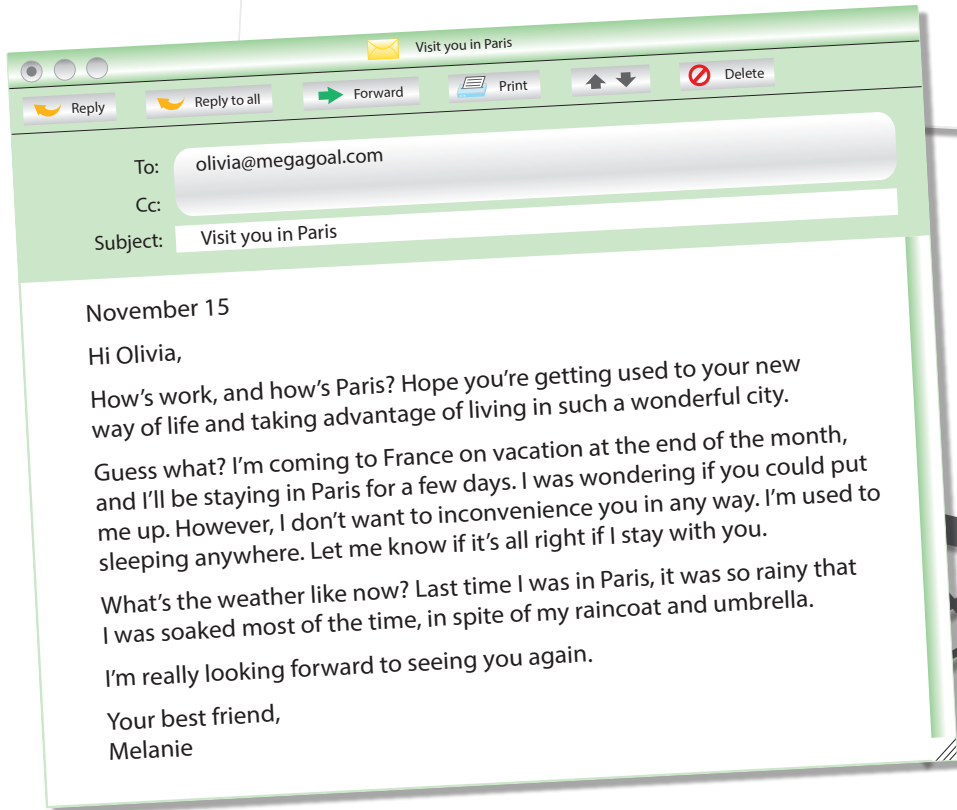 Visit you in Paris
Reply
Reply to all
Forward
Print
Delete
To: olivia@megagoal.com
Cc:
Subject: Visit you in Paris
November 15
Hi Olivia,
How's work, and how's Paris? Hope you're getting used to your new
way of life and taking advantage of living in such a wonderful city.
Guess what? I'm coming to France on vacation at the end of the month,
and I'll be staying in Paris for a few days. I was wondering if you could put
me up. However, I don't want to inconvenience you in any way. I'm used to
sleeping anywhere. Let me know if it's all right if I stay with you.
What's the weather like now? Last time I was in Paris, it was so rainy that
I was soaked most of the time, in spite of my raincoat and umbrella.
I'm really looking forward to seeing you again.
Your best friend,
Melanie